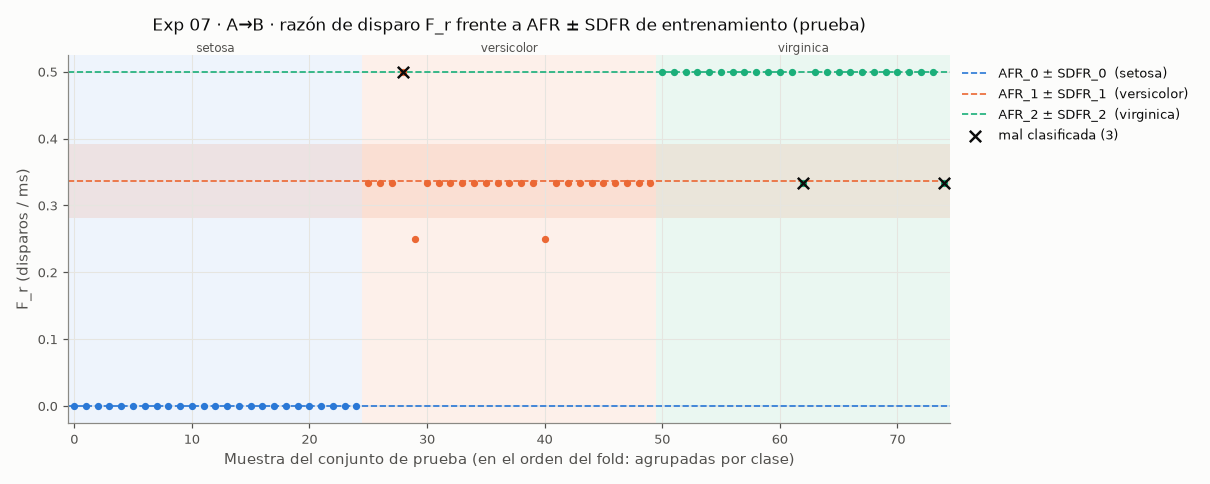 Exp 07 · A→B · razón de disparo F_r frente a AFR ± SDFR de entrenamiento (prueba)
setosa versicolor virginica
0.5
0.4
0.3
0.2
0.1
0.0
F_r (disparos / ms)
0 10 20 30 40 50 60 70
Muestra del conjunto de prueba (en el orden del fold: agrupadas por clase)
AFR_0 ± SDFR_0 (setosa)
AFR_1 ± SDFR_1 (versicolor)
AFR_2 ± SDFR_2 (virginica)
mal clasificada (3)